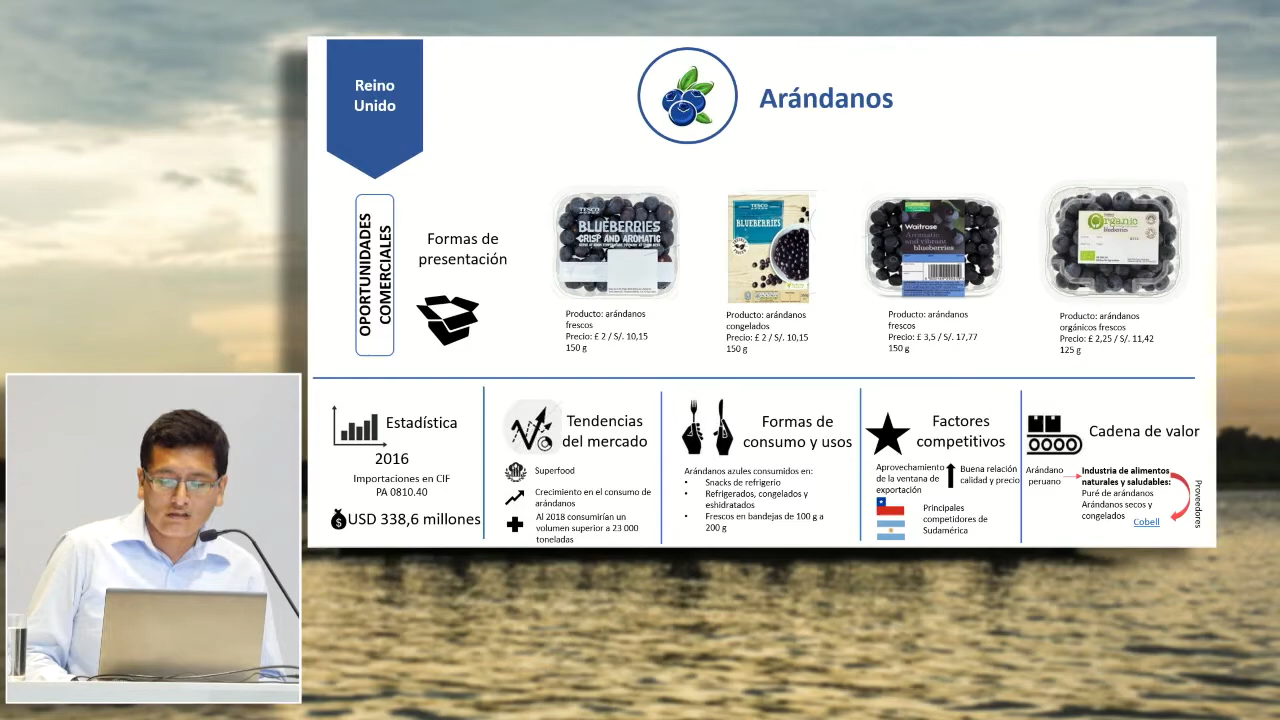 Reino
Unido
Arándanos
OPORTUNIDADES
COMERCIALES
Formas de
presentación
TESCO
BLUEBERRIES
CRISP AND AROMATIC
TESCO
BLUEBERRIES
Waitrose
Aromatic
and vibrant
blueberries
Organic
blueberries
Producto: arándanos
frescos
Precio: £ 2 / S/. 10,15
150 g
Producto: arándanos
congelados
Precio: £ 2 / S/. 10,15
150 g
Producto: arándanos
frescos
Precio: £ 3,5 / S/. 17,77
150 g
Producto: arándanos
orgánicos frescos
Precio: £ 2,25 / S/. 11,42
125 g
Estadística
2016
Importaciones en CIF
PA 0810.40
$
USD 338,6 millones
Tendencias
del mercado
Superfood
Crecimiento en el consumo de
arándanos
Al 2018 consumirían un
volumen superior a 23 000
toneladas
Formas de
consumo y usos
Arándanos azules consumidos en:
• Snacks de refrigerio
• Refrigerados, congelados y
eshidratados
• Frescos en bandejas de 100 g a
200 g
Factores
competitivos
Aprovechamiento
de la ventana de
exportación
Buena relación
calidad y precio
Principales
competidores de
Sudamérica
Cadena de valor
Arándano
peruano
Industria de alimentos
naturales y saludables:
Puré de arándanos
Arándanos secos y
congelados
Cobell
Proveedores